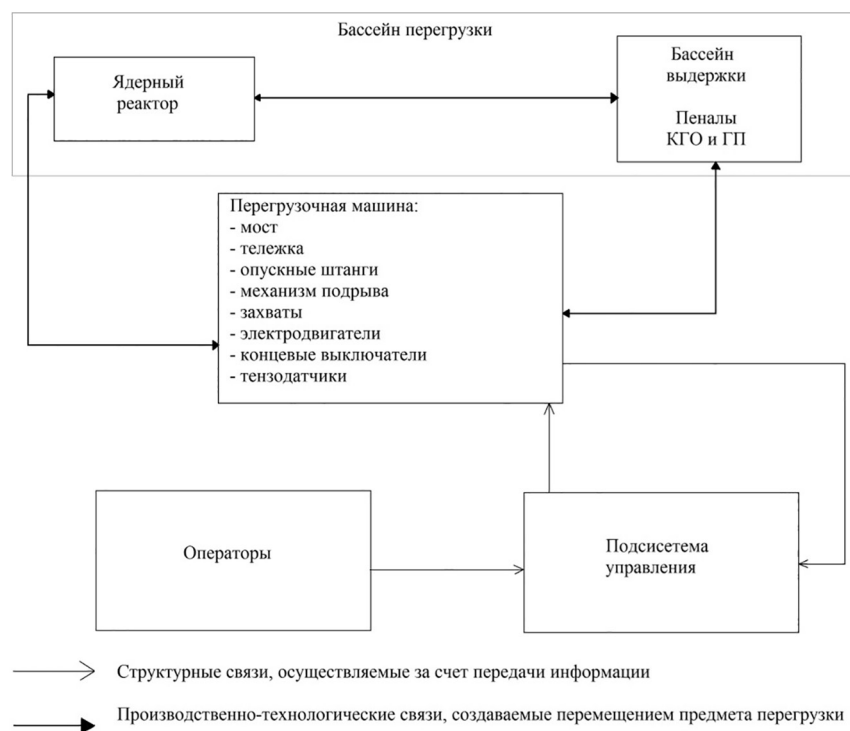 Бассейн перегрузки
Ядерный
реактор
Бассейн
выдержки
Пеналы
КГО и ГП
Перегрузочная машина:
- мост
- тележка
- опускные штанги
- механизм подрыва
- захваты
- электродвигатели
- концевые выключатели
- тензодатчики
Операторы
Подсисетема
управления
Структурные связи, осуществляемые за счет передачи информации
Производственно-технологические связи, создаваемые перемещением предмета перегрузки